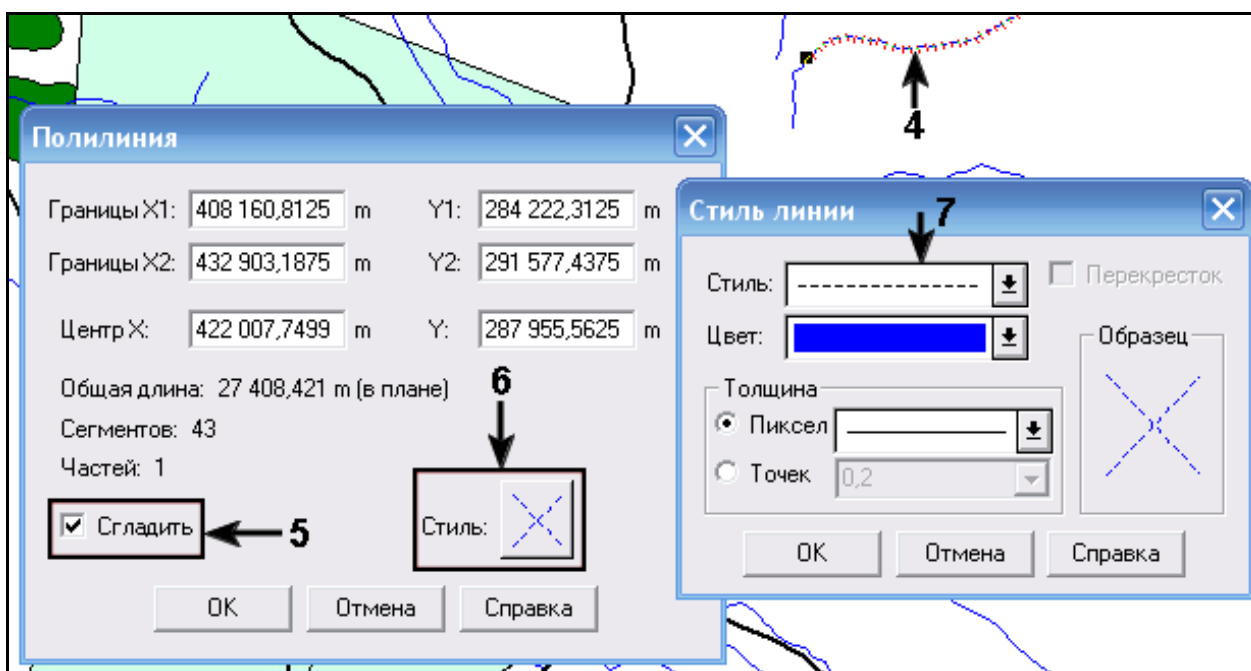 4
Полилиния
Границы X1: 408 160,8125 m Y1: 284 222,3125 m
Границы X2: 432 903,1875 m Y2: 291 577,4375 m
Центр X: 422 007,7499 m Y: 287 955,5625 m
Общая длина: 27 408,421 m (в плане)
Сегментов: 43
Частей: 1
6
Сгладить
5
Стиль:
OK Отмена Справка
Стиль линии
7
Стиль:
Перекресток
Цвет:
Образец
Толщина
Пиксел
Точек 0,2
OK Отмена Справка